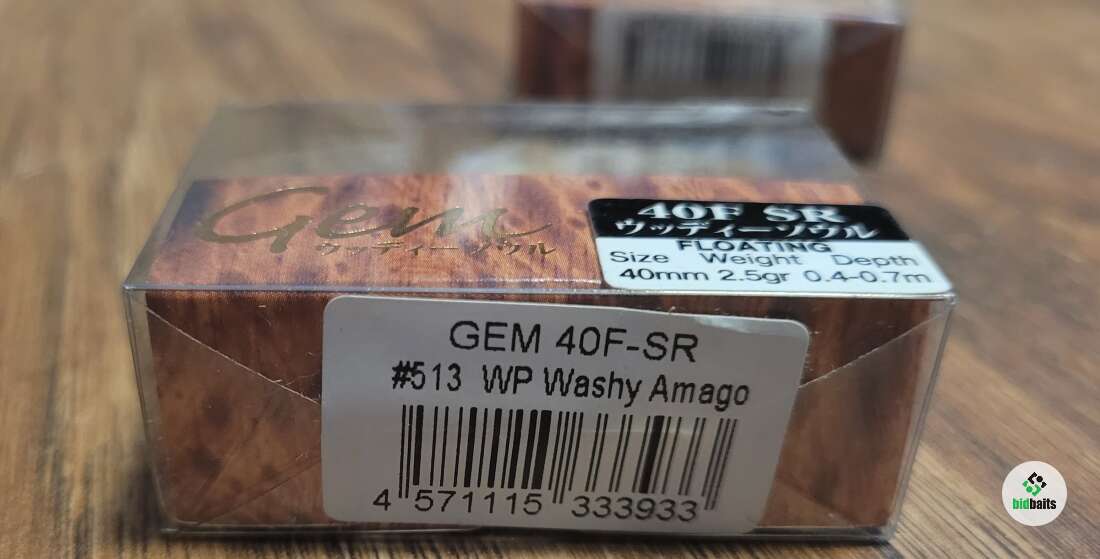 Gem
ウッディーソウル
40F SR
ウッディーソウル
FLOATING
Size Weight Depth
40mm 2.5gr 0.4-0.7m
GEM 40F-SR
#513 WP Washy Amago
4 571115 333933
bidbaits